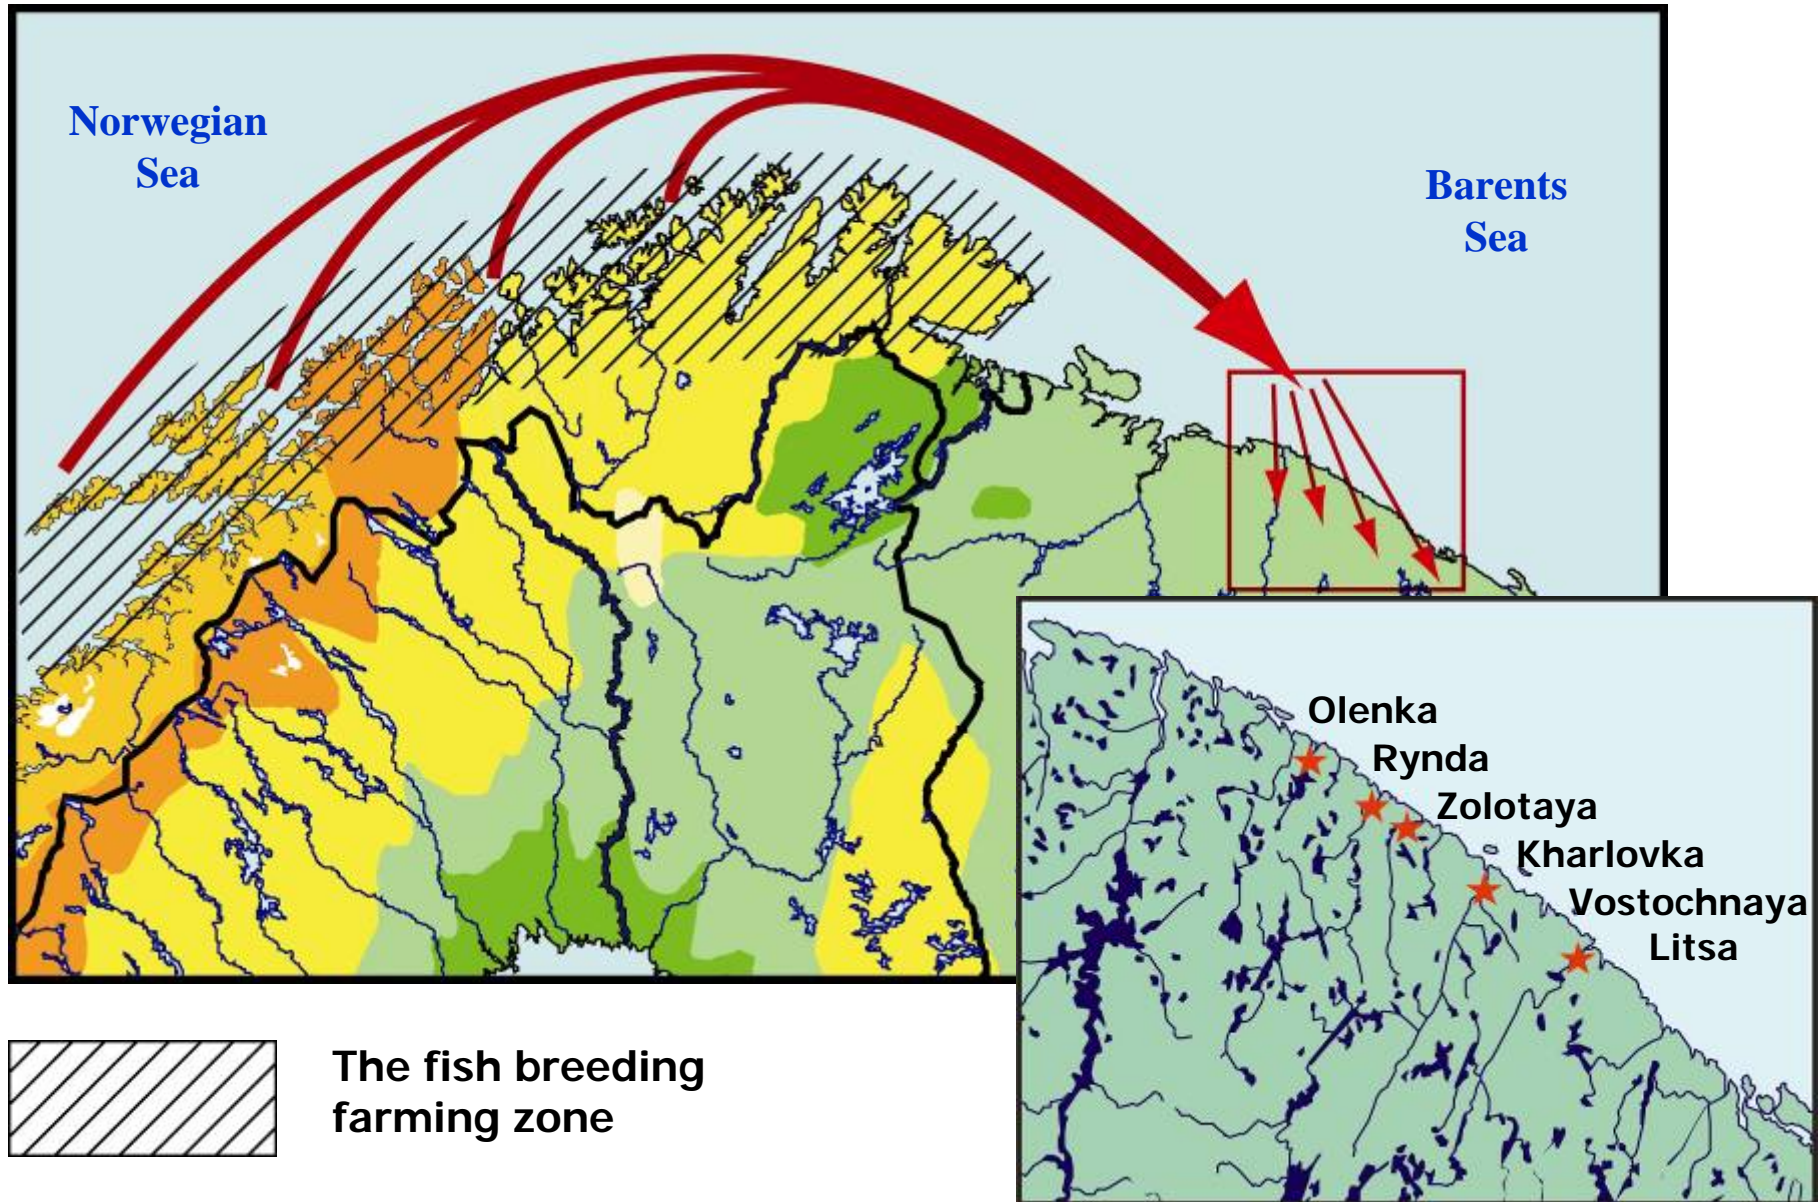 Norwegian
Sea
Barents
Sea
Olenka
Rynda
Zolotaya
Kharlovka
Vostochnaya
Litsa
The fish breeding
farming zone